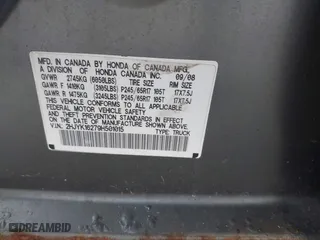 MFD. IN CANADA BY HONDA OF CANADA MFG.,
A DIVISION OF HONDA CANADA INC. 09/08
GVWR 2745KG (6050LBS) TIRE SIZE RIM SIZE
GAWR F 1410KG (3105LBS) P245/65R17 105T 17X7.5J
GAWR R 1475KG (3245LBS) P245/65R17 105T 17X7.5J
THIS VEHICLE CONFORMS TO ALL APPLICABLE
FEDERAL MOTOR VEHICLE SAFETY STANDARDS
IN EFFECT ON THE DATE OF MANUFACTURE
SHOWN ABOVE.
V.I.N.: 2HJYK16279H501015 TYPE: TRUCK
DREAMBID